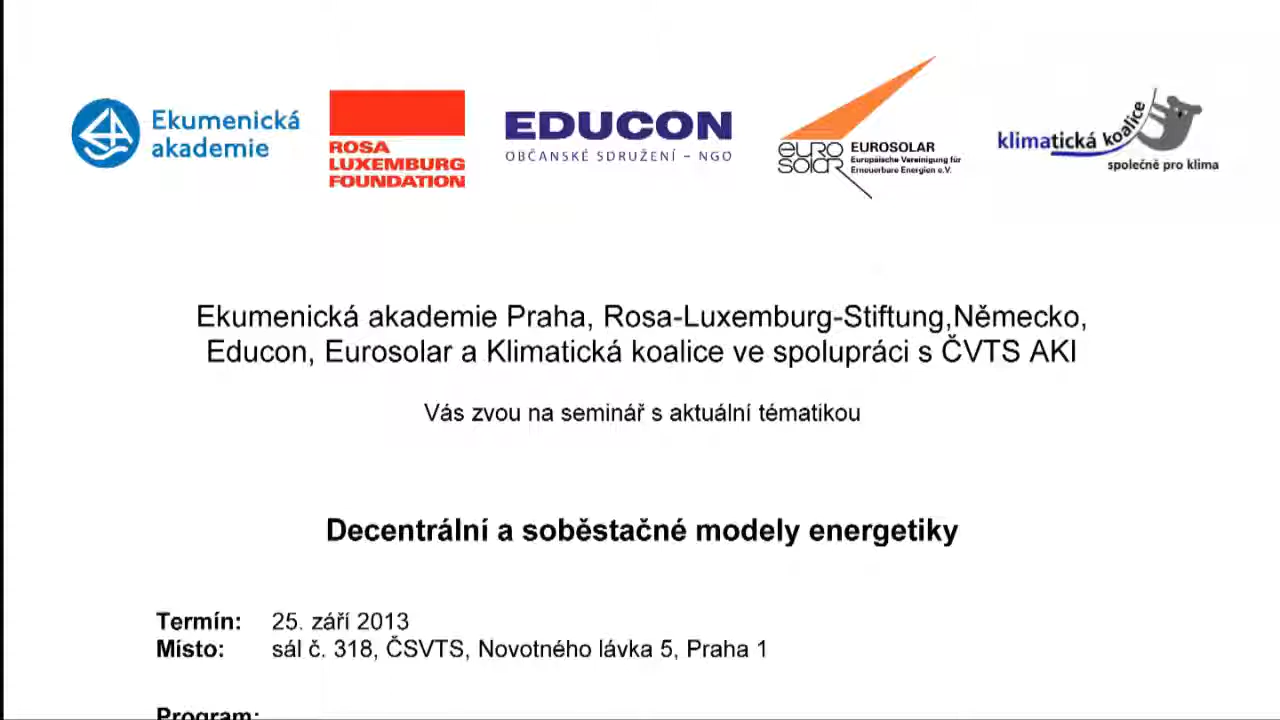 Ekumenická
akademie
ROSA
LUXEMBURG
FOUNDATION
EDUCON
OBČANSKÉ SDRUŽENÍ – NGO
euro
solar
EUROSOLAR
Europäische Vereinigung für
Erneuerbare Energien e.V.
klimatická koalice
společně pro klima
Ekumenická akademie Praha, Rosa-Luxemburg-Stiftung,Německo,
Educon, Eurosolar a Klimatická koalice ve spolupráci s ČVTS AKI
Vás zvou na seminář s aktuální tématikou
Decentrální a soběstačné modely energetiky
Termín: 25. září 2013
Místo: sál č. 318, ČSVTS, Novotného lávka 5, Praha 1
Program: